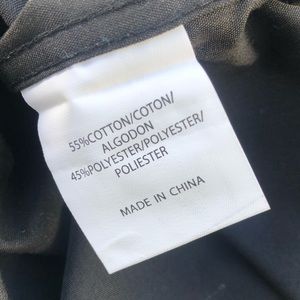 55%COTTON/COTON/
ALGODON
45%POLYESTER/POLYESTER/
POLIESTER
MADE IN CHINA